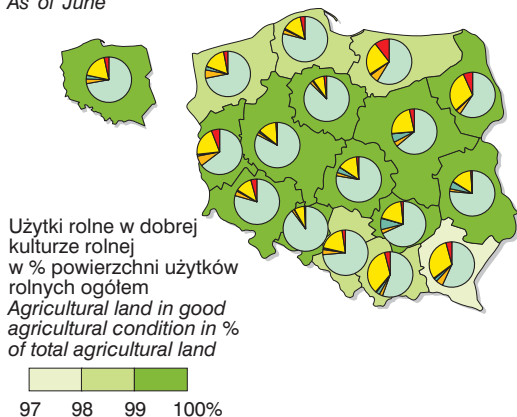 As of June
Użytki rolne w dobrej
kulturze rolnej
w % powierzchni użytków
rolnych ogółem
Agricultural land in good
agricultural condition in %
of total agricultural land
97 98 99 100%